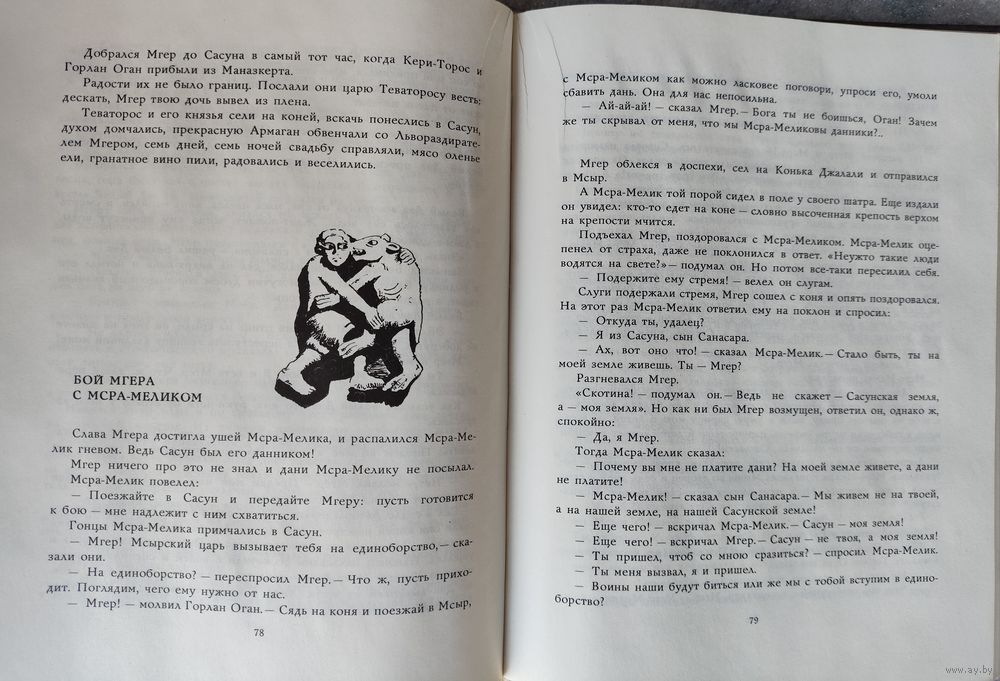 Добрался Мгер до Сасуна в самый тот час, когда Кери-Торос и
Горлан Оган прибыли из Маназкерта.
Радости их не было границ. Послали они царю Теваторосу весть:
дескать, Мгер твою дочь вывел из плена.
Теваторос и его князья сели на коней, вскачь понеслись в Сасун,
духом домчались, прекрасную Армаган обвенчали со Львораздирате-
лем Мгером, семь дней, семь ночей свадьбу справляли, мясо оленье
ели, гранатное вино пили, радовались и веселились.
БОЙ МГЕРА
С МСРА-МЕЛИКОМ
Слава Мгера достигла ушей Мсра-Мелика, и распалился Мсра-Ме-
лик гневом. Ведь Сасун был его данником!
Мгер ничего про это не знал и дани Мсра-Мелику не посылал.
Мсра-Мелик повелел:
— Поезжайте в Сасун и передайте Мгеру: пусть готовится
к бою — мне надлежит с ним схватиться.
Гонцы Мсра-Мелика примчались в Сасун.
— Мгер! Мсырский царь вызывает тебя на единоборство,— ска-
зали они.
— На единоборство? — переспросил Мгер.— Что ж, пусть прихо-
дит. Поглядим, чего ему нужно от нас.
— Мгер! — молвил Горлан Оган.— Сядь на коня и поезжай в Мсыр,
78
с Мсра-Меликом как можно ласковее поговори, упроси его, умоли
сбавить дань. Она для нас непосильна.
— Ай-ай-ай! — сказал Мгер.— Бога ты не боишься, Оган! Зачем
же ты скрывал от меня, что мы Мсра-Меликовы данники?..
Мгер облекся в доспехи, сел на Конька Джалали и отправился
в Мсыр.
А Мсра-Мелик той порой сидел в поле у своего шатра. Еще издали
он увидел: кто-то едет на коне — словно высоченная крепость верхом
на крепости мчится.
Подъехал Мгер, поздоровался с Мсра-Меликом. Мсра-Мелик оце-
пенел от страха, даже не поклонился в ответ. «Неужто такие люди
водятся на свете?» — подумал он. Но потом все-таки пересилил себя.
— Подержите ему стремя! — велел он слугам.
Слуги подержали стремя, Мгер сошел с коня и опять поздоровался.
На этот раз Мсра-Мелик ответил ему на поклон и спросил:
— Откуда ты, удалец?
— Я из Сасуна, сын Санасара.
— Ах, вот оно что! — сказал Мсра-Мелик.— Стало быть, ты на
моей земле живешь. Ты — Мгер?
Разгневался Мгер.
«Скотина! — подумал он.— Ведь не скажет — Сасунская земля,
а — моя земля». Но как ни был Мгер возмущен, ответил он, однако ж,
спокойно:
— Да, я Мгер.
Тогда Мсра-Мелик сказал:
— Почему вы мне не платите дани? На моей земле живете, а дани
не платите!
— Мсра-Мелик! — сказал сын Санасара.— Мы живем не на твоей,
а на нашей земле, на нашей Сасунской земле!
— Еще чего! — вскричал Мсра-Мелик.— Сасун — моя земля!
— Еще чего! — вскричал Мгер.— Сасун — не твоя, а моя земля!
— Ты пришел, чтоб со мною сразиться? — спросил Мсра-Мелик.
— Ты меня вызвал, я и пришел.
— Воины наши будут биться или же мы с тобой вступим в едино-
борство?
79
www.ay.by